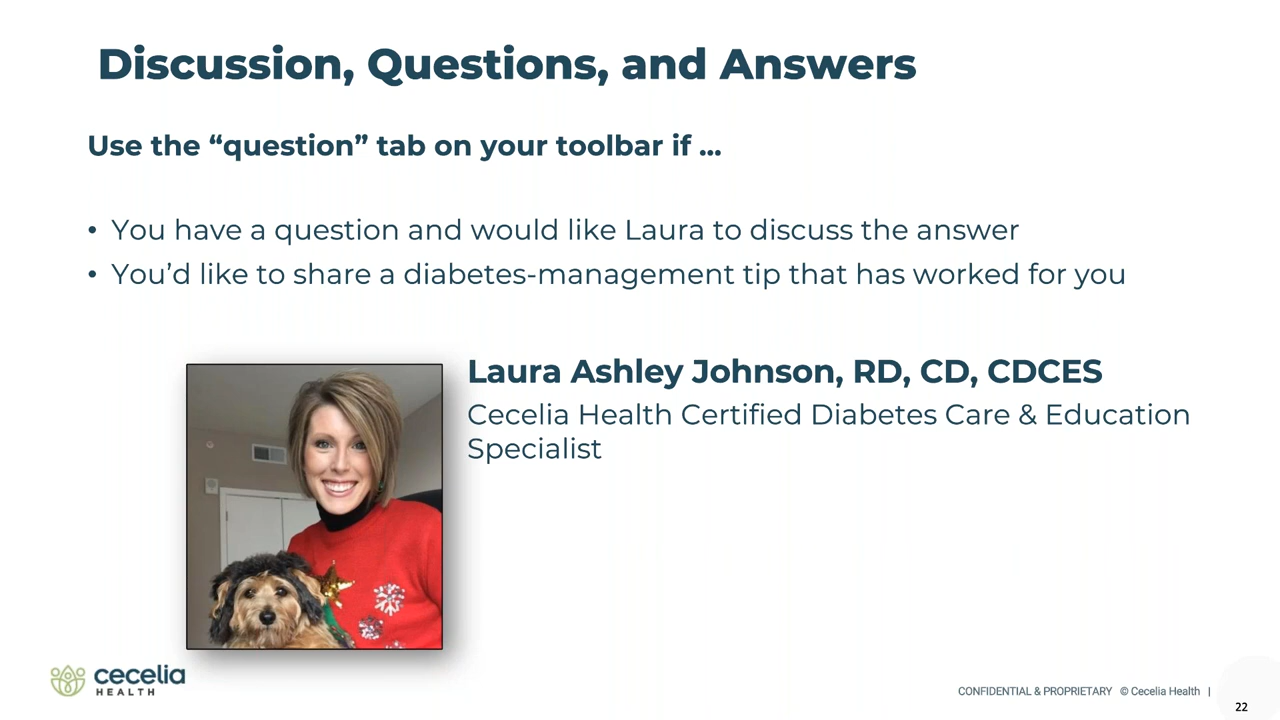 Discussion, Questions, and Answers
Use the “question” tab on your toolbar if ...
• You have a question and would like Laura to discuss the answer
• You’d like to share a diabetes-management tip that has worked for you
Laura Ashley Johnson, RD, CD, CDCES
Cecelia Health Certified Diabetes Care & Education
Specialist
cecelia
HEALTH
CONFIDENTIAL & PROPRIETARY © Cecelia Health |
22